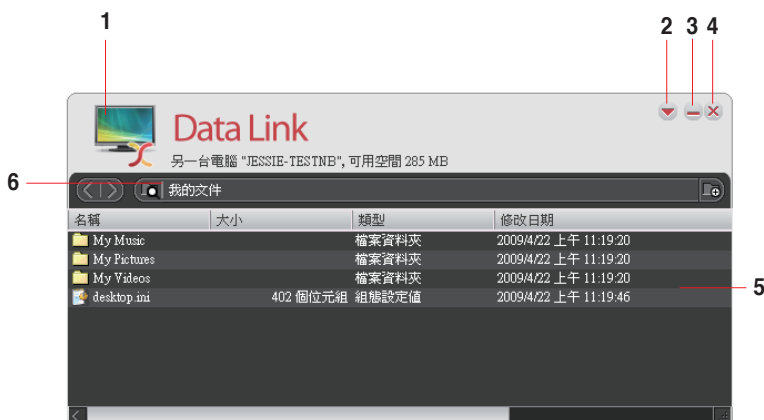 1
2 3 4
Data Link
另一台電腦 "JESSIE-TESTNB", 可用空間 285 MB
6
我的文件
名稱 大小 類型 修改日期
My Music 檔案資料夾 2009/4/22 上午 11:19:20
My Pictures 檔案資料夾 2009/4/22 上午 11:19:20
My Videos 檔案資料夾 2009/4/22 上午 11:19:20
5
desktop.ini 402 個位元組 組態設定值 2009/4/22 上午 11:19:46